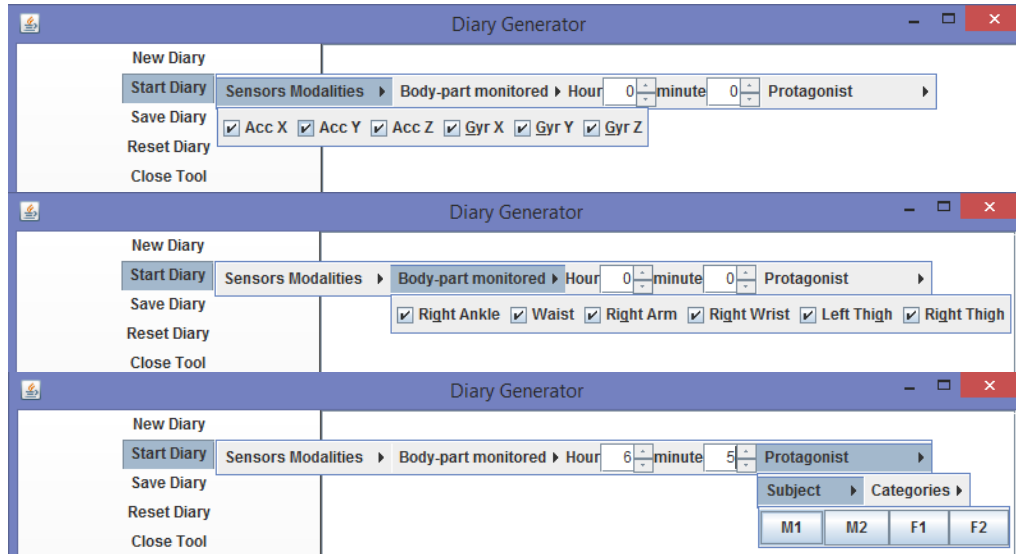 Diary Generator
New Diary
Start Diary Sensors Modalities Body-part monitored Hour 0 minute 0 Protagonist
Save Diary Acc X Acc Y Acc Z Gyr X Gyr Y Gyr Z
Reset Diary
Close Tool
Diary Generator
New Diary
Start Diary Sensors Modalities Body-part monitored Hour 0 minute 0 Protagonist
Save Diary Right Ankle Waist Right Arm Right Wrist Left Thigh Right Thigh
Reset Diary
Close Tool
Diary Generator
New Diary
Start Diary Sensors Modalities Body-part monitored Hour 6 minute 5 Protagonist
Save Diary Subject Categories
Reset Diary M1 M2 F1 F2
Close Tool